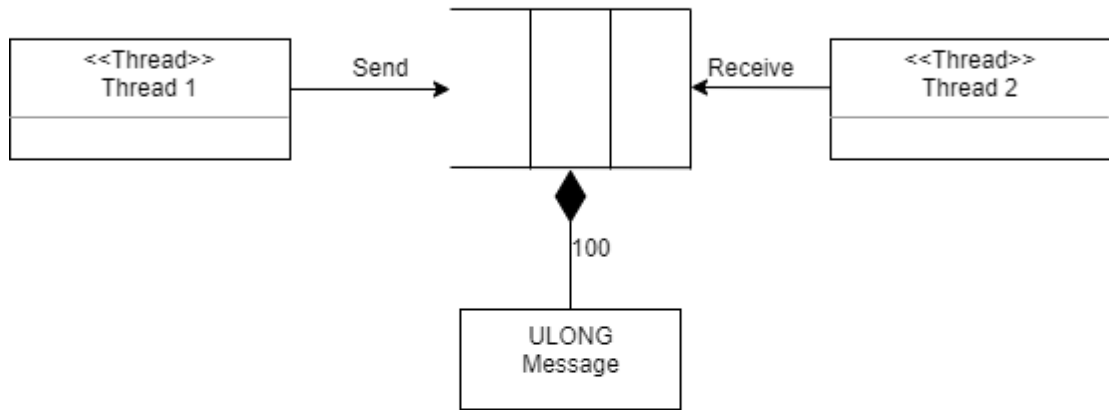 <<Thread>>
Thread 1
Send
Receive
<<Thread>>
Thread 2
100
ULONG
Message